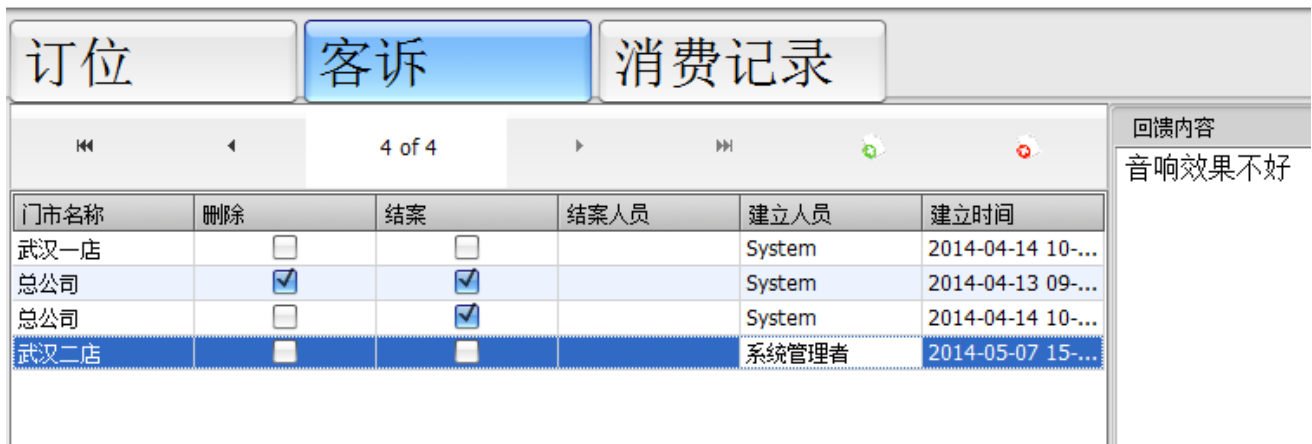 订位 客诉 消费记录
4 of 4
回馈内容
音响效果不好
门市名称 删除 结案 结案人员 建立人员 建立时间
武汉一店 System 2014-04-14 10-...
总公司 System 2014-04-13 09-...
总公司 System 2014-04-14 10-...
武汉二店 系统管理者 2014-05-07 15-...